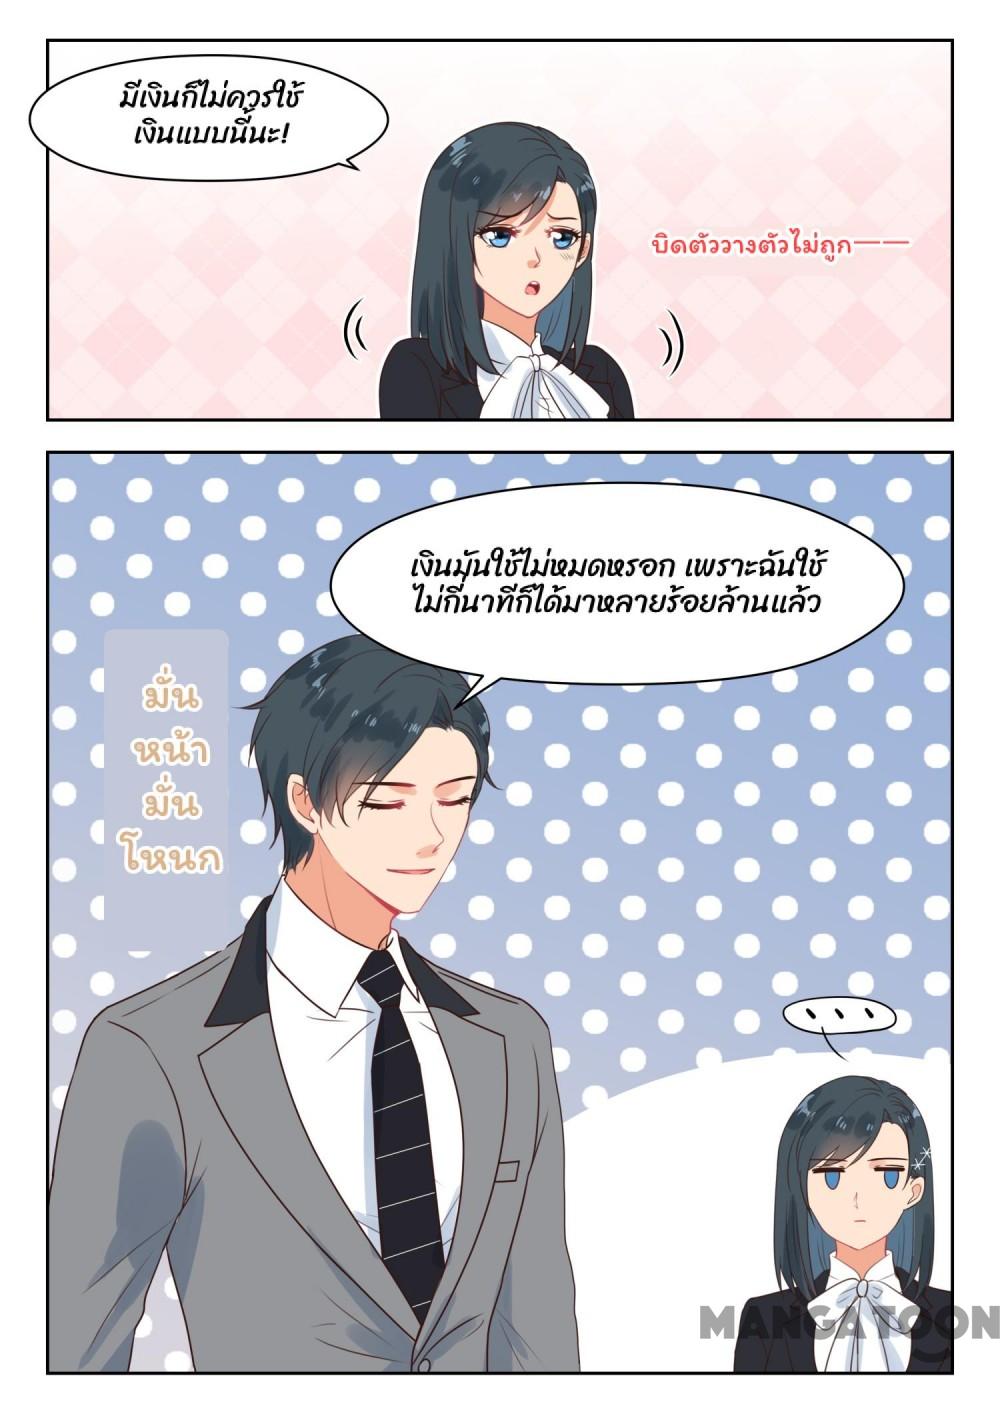 มีเงินก็ไม่ควรใช้
เงินแบบนี้นะ!
บิดตัววางตัวไม่ถูก——
เงินมันใช้ไม่หมดหรอก เพราะฉันใช้
ไม่กี่นาทีก็ได้มาหลายร้อยล้านแล้ว
มั่น
หน้า
มั่น
โหนก
...
MANGATOON